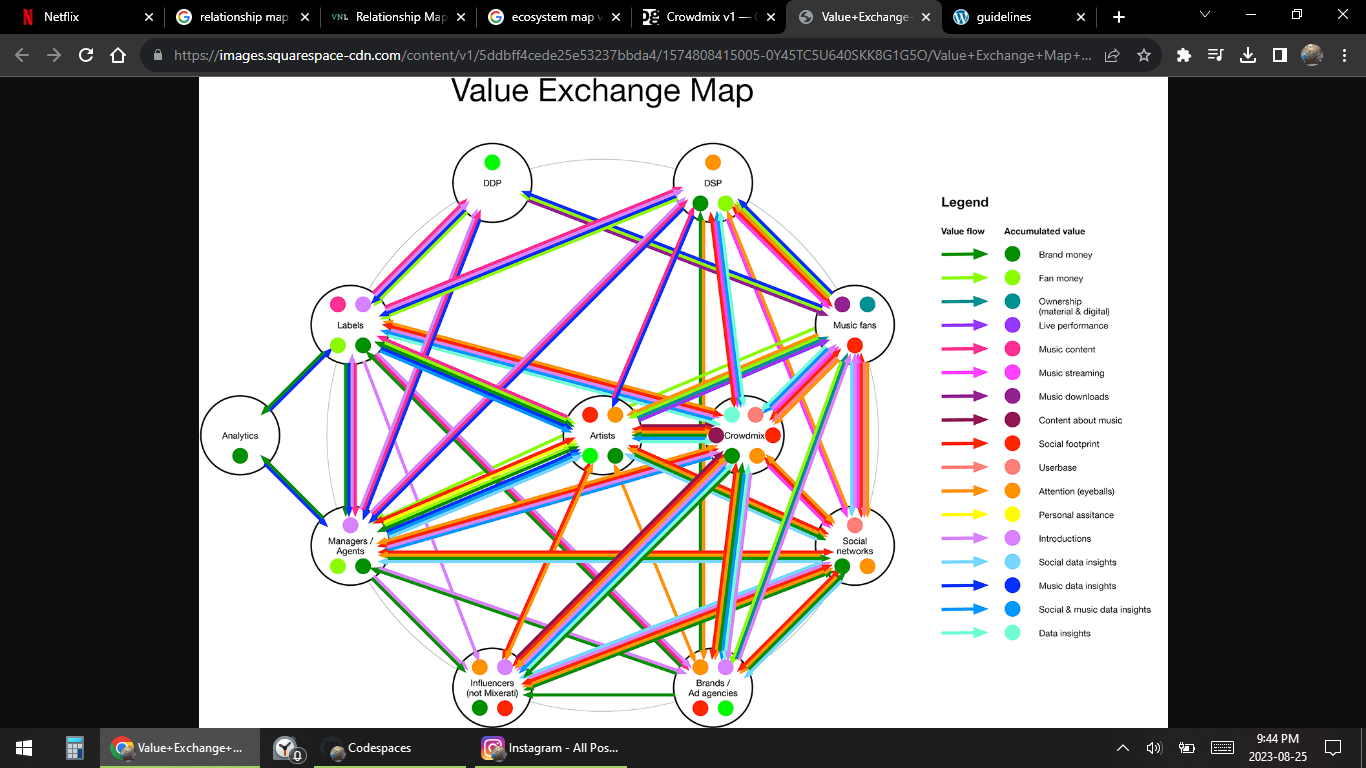 Netflix
relationship map
VNL Relationship Map
ecosystem map v
Crowdmix v1 — (
Value+Exchange-
guidelines
https://images.squarespace-cdn.com/content/v1/5ddbff4cede25e53237bbda4/1574808415005-0Y45TC5U640SKK8G1G5O/Value+Exchange+Map+...
Value Exchange Map
DDP
DSP
Labels
Music fans
Analytics
Artists
Crowdmix
Managers /
Agents
Social
networks
Influencers
(not Mixerati)
Brands /
Ad agencies
Legend
Value flow Accumulated value
Brand money
Fan money
Ownership
(material & digital)
Live performance
Music content
Music streaming
Music downloads
Content about music
Social footprint
Userbase
Attention (eyeballs)
Personal assitance
Introductions
Social data insights
Music data insights
Social & music data insights
Data insights
Value+Exchange+...
0
Codespaces
Instagram - All Pos...
9:44 PM
2023-08-25